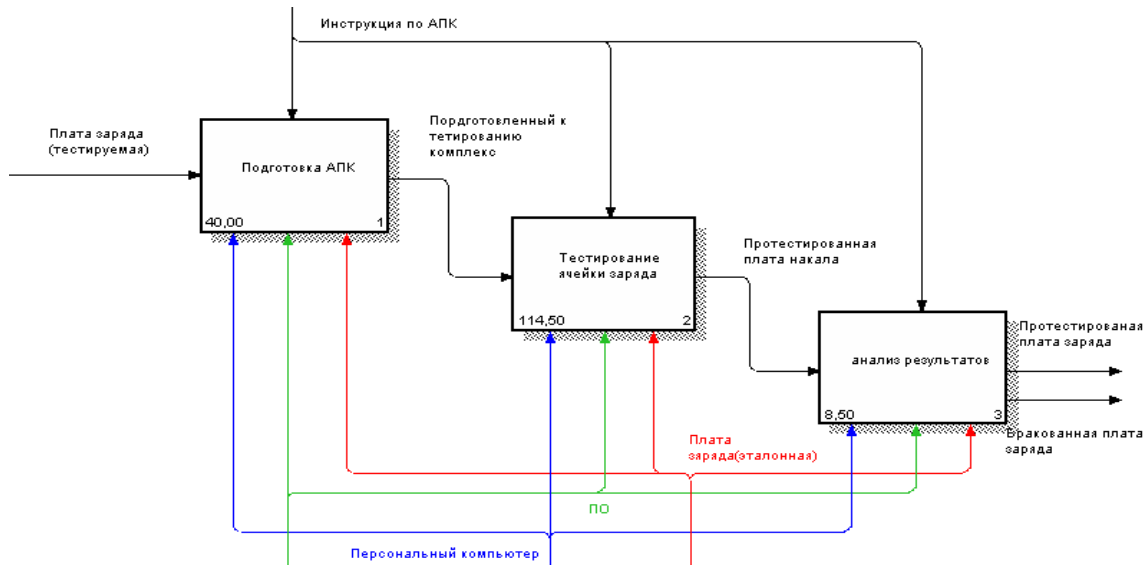 Инструкция по АПК
Плата заряда
(тестируемая)
Пордготовленный к
тетированию
комплекс
Подготовка АПК
40,00
1
Протестированная
плата накала
Тестирование
ячейки заряда
114,50
2
Протестированая
плата заряда
анализ результатов
8,50
3
Бракованная плата
заряда
Плата
заряда(эталонная)
ПО
Персональный компьютер